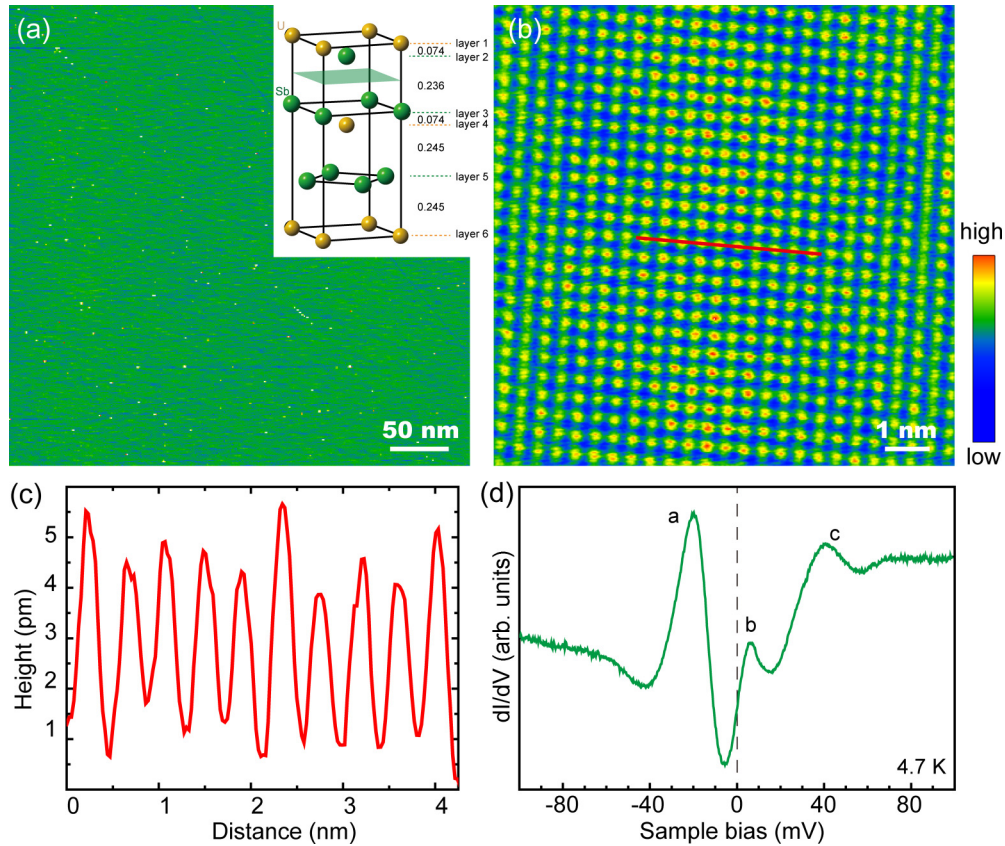 (a)
U
layer 1
0.074
layer 2
0.236
Sb
layer 3
0.074
layer 4
0.245
layer 5
0.245
layer 6
50 nm
(b)
1 nm
high
low
(c)
Height (pm)
5
4
3
2
1
0 1 2 3 4
Distance (nm)
(d)
a
b
c
dI/dV (arb. units)
4.7 K
-80 -40 0 40 80
Sample bias (mV)